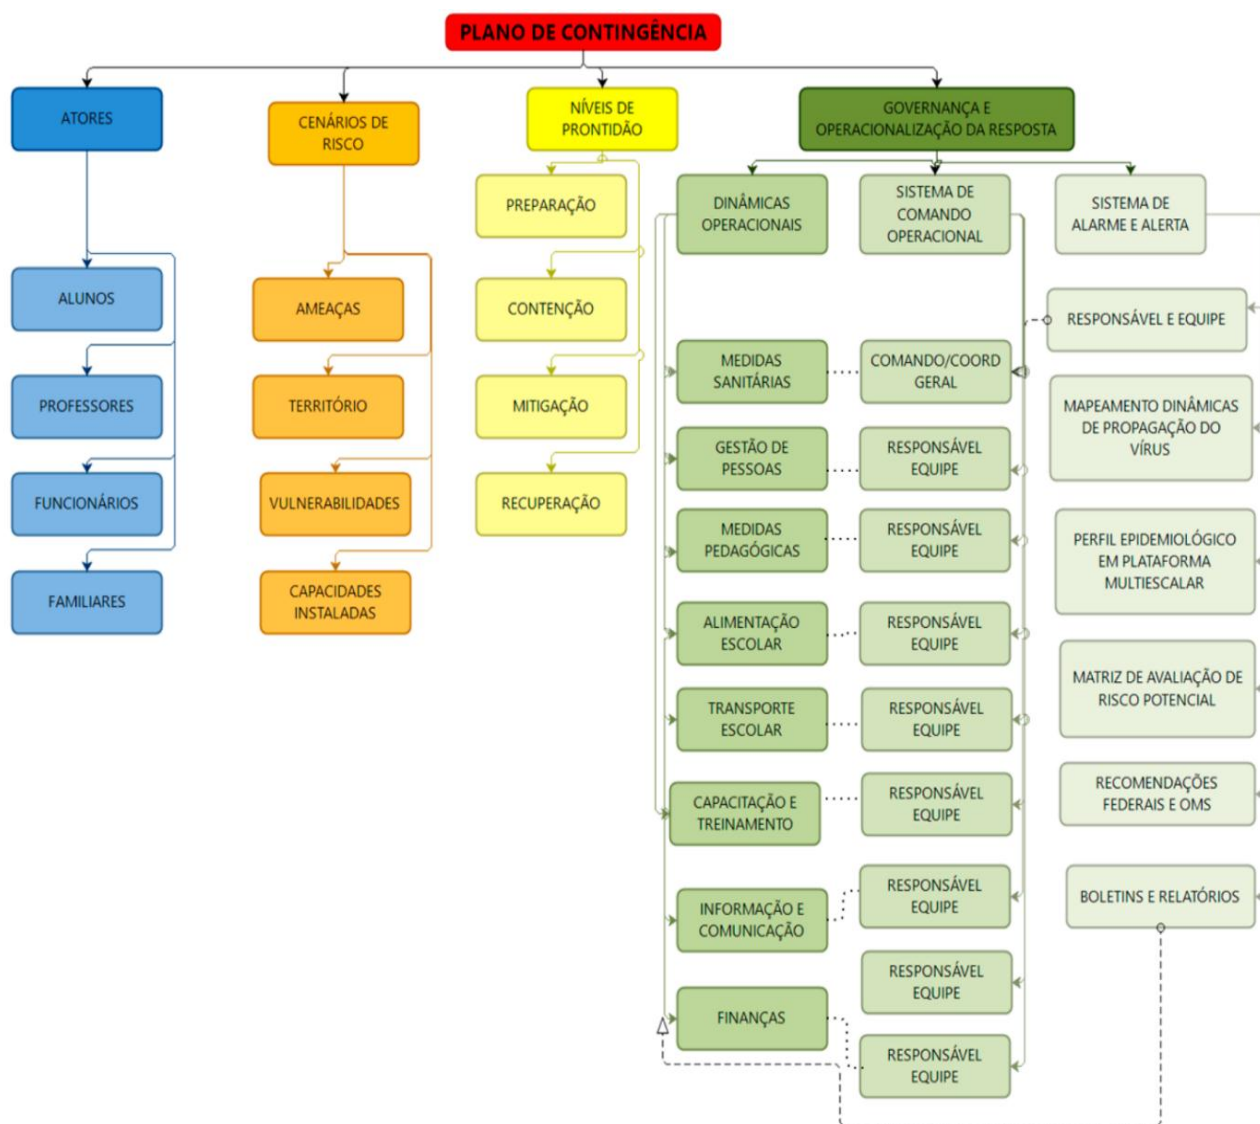 PLANO DE CONTINGÊNCIA
ATORES
ALUNOS
PROFESSORES
FUNCIONÁRIOS
FAMILIARES
CENÁRIOS DE
RISCO
AMEAÇAS
TERRITÓRIO
VULNERABILIDADES
CAPACIDADES
INSTALADAS
NÍVEIS DE
PRONTIDÃO
PREPARAÇÃO
CONTENÇÃO
MITIGAÇÃO
RECUPERAÇÃO
GOVERNANÇA E
OPERACIONALIZAÇÃO DA RESPOSTA
DINÂMICAS
OPERACIONAIS
MEDIDAS
SANITÁRIAS
GESTÃO DE
PESSOAS
MEDIDAS
PEDAGÓGICAS
ALIMENTAÇÃO
ESCOLAR
TRANSPORTE
ESCOLAR
CAPACITAÇÃO E
TREINAMENTO
INFORMAÇÃO E
COMUNICAÇÃO
FINANÇAS
SISTEMA DE
COMANDO
OPERACIONAL
COMANDO/COORD
GERAL
RESPONSÁVEL
EQUIPE
RESPONSÁVEL
EQUIPE
RESPONSÁVEL
EQUIPE
RESPONSÁVEL
EQUIPE
RESPONSÁVEL
EQUIPE
RESPONSÁVEL
EQUIPE
RESPONSÁVEL
EQUIPE
RESPONSÁVEL
EQUIPE
SISTEMA DE
ALARME E ALERTA
RESPONSÁVEL E EQUIPE
MAPEAMENTO DINÂMICAS
DE PROPAGAÇÃO DO
VÍRUS
PERFIL EPIDEMIOLÓGICO
EM PLATAFORMA
MULTIESCALAR
MATRIZ DE AVALIAÇÃO DE
RISCO POTENCIAL
RECOMENDAÇÕES
FEDERAIS E OMS
BOLETINS E RELATÓRIOS